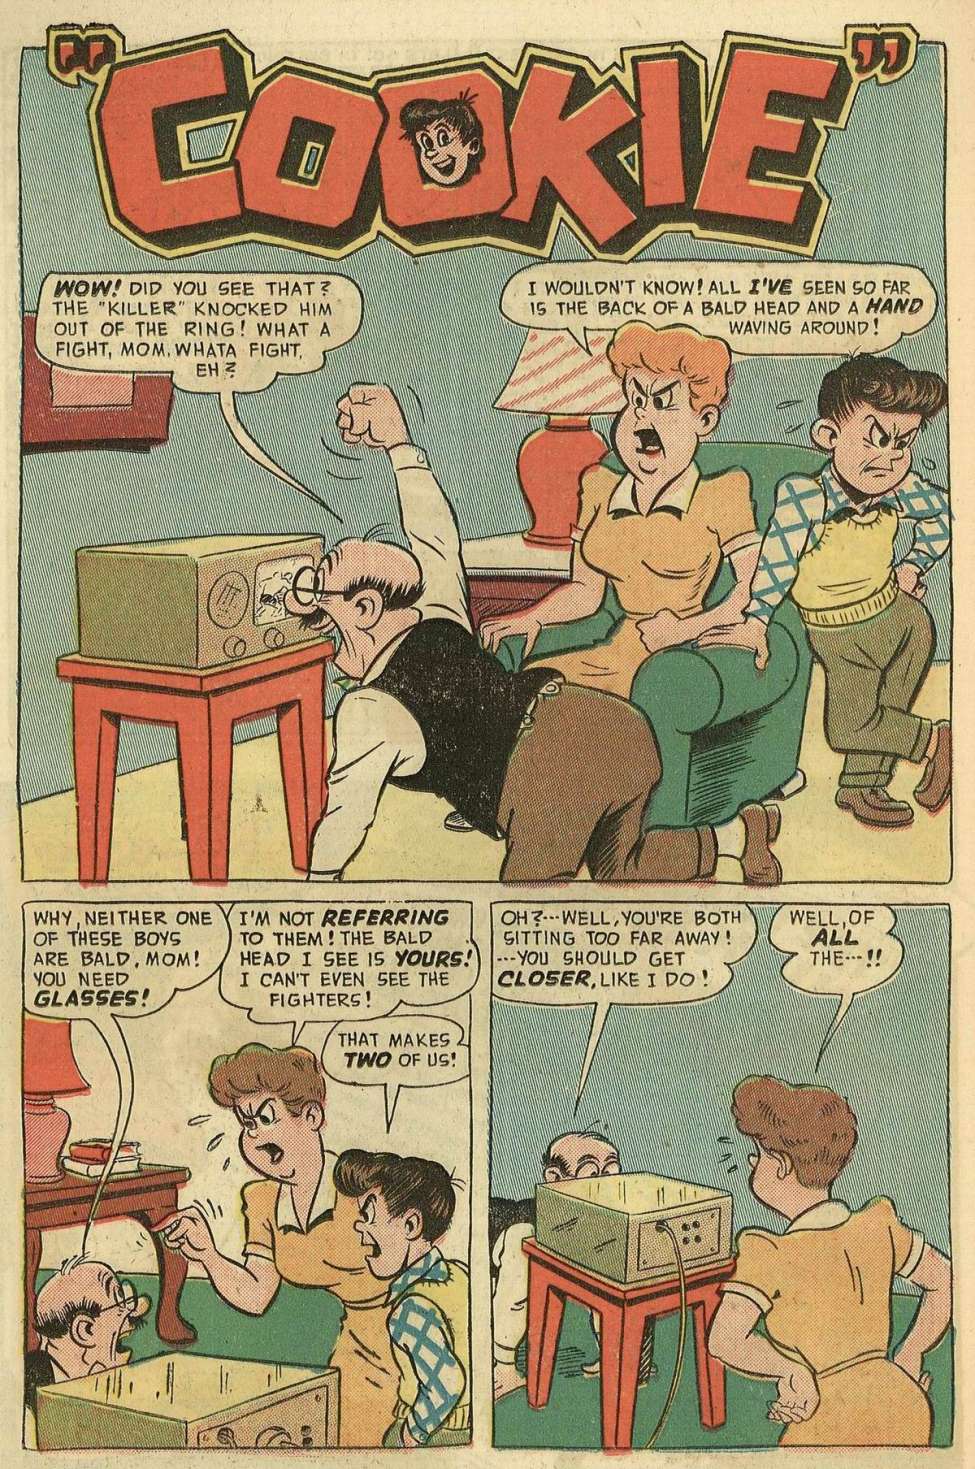 "COOKIE"
WOW! DID YOU SEE THAT?
THE "KILLER" KNOCKED HIM
OUT OF THE RING! WHAT A
FIGHT, MOM, WHATA FIGHT,
EH?
I WOULDN'T KNOW! ALL I'VE SEEN SO FAR
IS THE BACK OF A BALD HEAD AND A HAND
WAVING AROUND!
WHY, NEITHER ONE
OF THESE BOYS
ARE BALD, MOM!
YOU NEED
GLASSES!
I'M NOT REFERRING
TO THEM! THE BALD
HEAD I SEE IS YOURS!
I CAN'T EVEN SEE THE
FIGHTERS!
THAT MAKES
TWO OF US!
OH?---WELL, YOU'RE BOTH
SITTING TOO FAR AWAY!
---YOU SHOULD GET
CLOSER, LIKE I DO!
WELL, OF
ALL
THE---!!